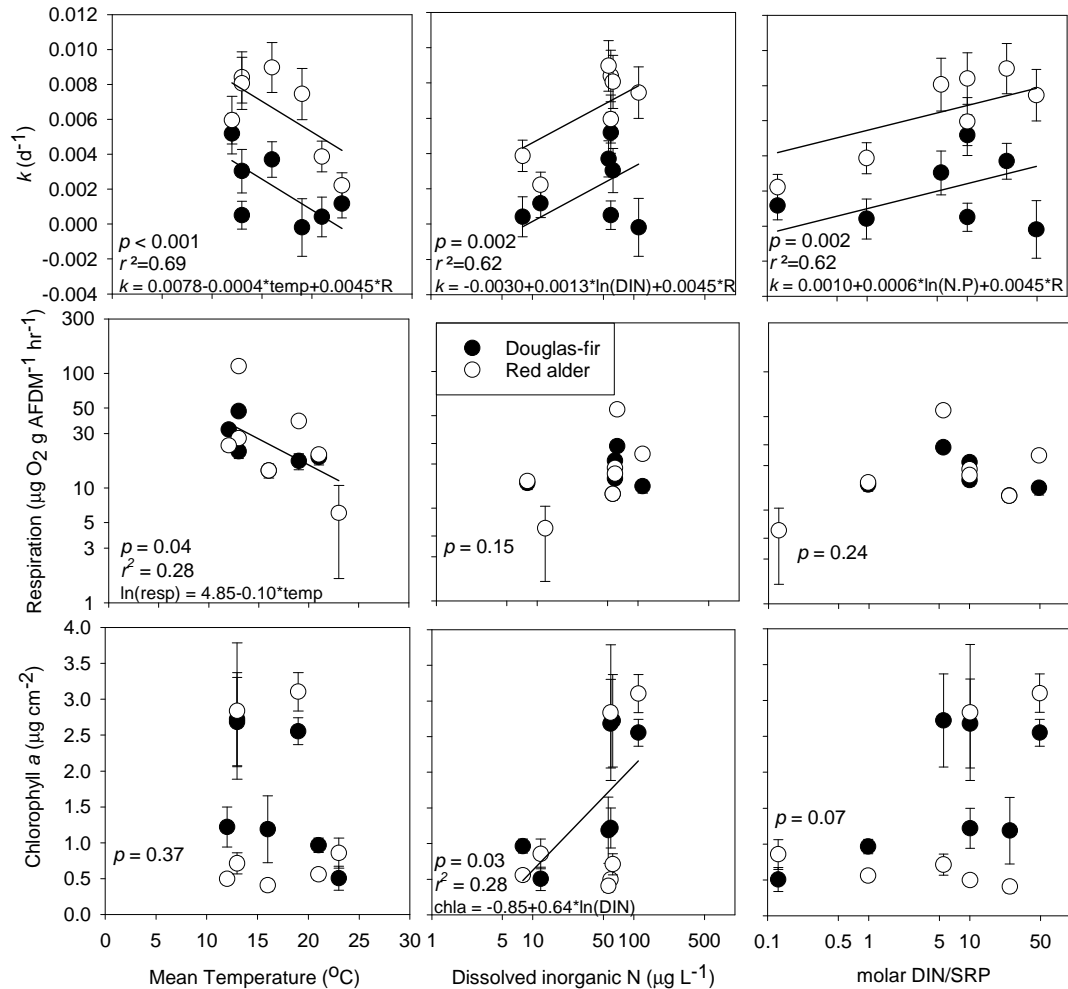 0.012
0.010
0.008
0.006
0.004
0.002
0.000
-0.002
-0.004
k (d⁻¹)
p < 0.001
r ²=0.69
k = 0.0078-0.0004*temp+0.0045*R
p = 0.002
r ²=0.62
k = -0.0030+0.0013*ln(DIN)+0.0045*R
p = 0.002
r ²=0.62
k = 0.0010+0.0006*ln(N.P)+0.0045*R
300
100
50
30
10
5
3
1
Respiration (µg O₂ g AFDM⁻¹ hr⁻¹)
p = 0.04
r² = 0.28
ln(resp) = 4.85-0.10*temp
Douglas-fir
Red alder
p = 0.15
p = 0.24
4.0
3.5
3.0
2.5
2.0
1.5
1.0
0.5
0.0
Chlorophyll a (µg cm⁻²)
p = 0.37
p = 0.03
r² = 0.28
chla = -0.85+0.64*ln(DIN)
p = 0.07
0 5 10 15 20 25 30
Mean Temperature (ºC)
1 5 10 50 100 500
Dissolved inorganic N (µg L⁻¹)
0.1 1 5 10 50
molar DIN/SRP